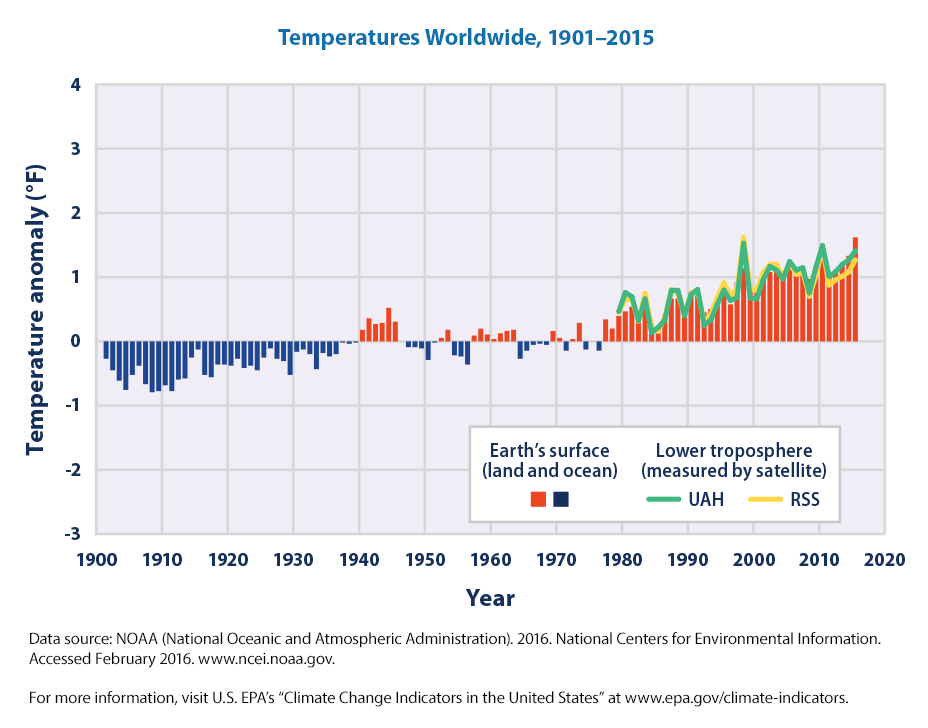 Temperatures Worldwide, 1901–2015
Temperature anomaly (°F)
4
3
2
1
0
-1
-2
-3
Earth's surface
(land and ocean)
Lower troposphere
(measured by satellite)
UAH
RSS
1900 1910 1920 1930 1940 1950 1960 1970 1980 1990 2000 2010 2020
Year
Data source: NOAA (National Oceanic and Atmospheric Administration). 2016. National Centers for Environmental Information.
Accessed February 2016. www.ncei.noaa.gov.
For more information, visit U.S. EPA's “Climate Change Indicators in the United States” at www.epa.gov/climate-indicators.